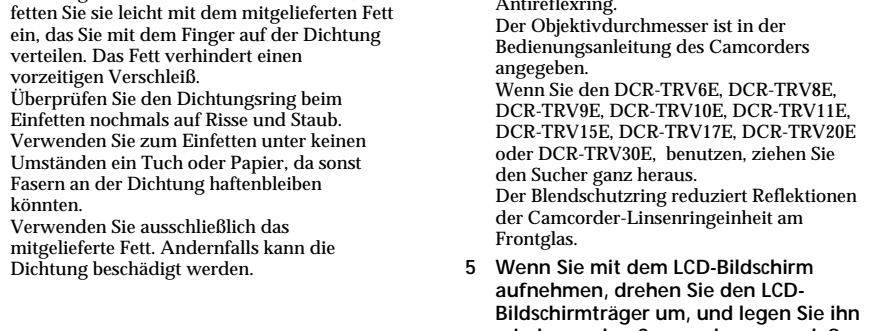 fetten Sie sie leicht mit dem mitgelieferten Fett
ein, das Sie mit dem Finger auf der Dichtung
verteilen. Das Fett verhindert einen
vorzeitigen Verschleiß.
Überprüfen Sie den Dichtungsring beim
Einfetten nochmals auf Risse und Staub.
Verwenden Sie zum Einfetten unter keinen
Umständen ein Tuch oder Papier, da sonst
Fasern an der Dichtung haftenbleiben
könnten.
Verwenden Sie ausschließlich das
mitgelieferte Fett. Andernfalls kann die
Dichtung beschädigt werden.
Antireflexring.
Der Objektivdurchmesser ist in der
Bedienungsanleitung des Camcorders
angegeben.
Wenn Sie den DCR-TRV6E, DCR-TRV8E,
DCR-TRV9E, DCR-TRV10E, DCR-TRV11E,
DCR-TRV15E, DCR-TRV17E, DCR-TRV20E
oder DCR-TRV30E, benutzen, ziehen Sie
den Sucher ganz heraus.
Der Blendschutzring reduziert Reflektionen
der Camcorder-Linsenringeinheit am
Frontglas.
5 Wenn Sie mit dem LCD-Bildschirm
aufnehmen, drehen Sie den LCD-
Bildschirmträger um, und legen Sie ihn